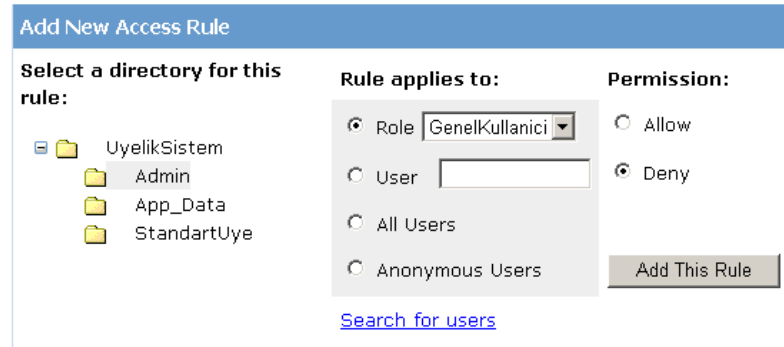 Add New Access Rule
Select a directory for this
rule:
UyelikSistem
Admin
App_Data
StandartUye
Rule applies to:
Role GenelKullanici
User
All Users
Anonymous Users
Search for users
Permission:
Allow
Deny
Add This Rule